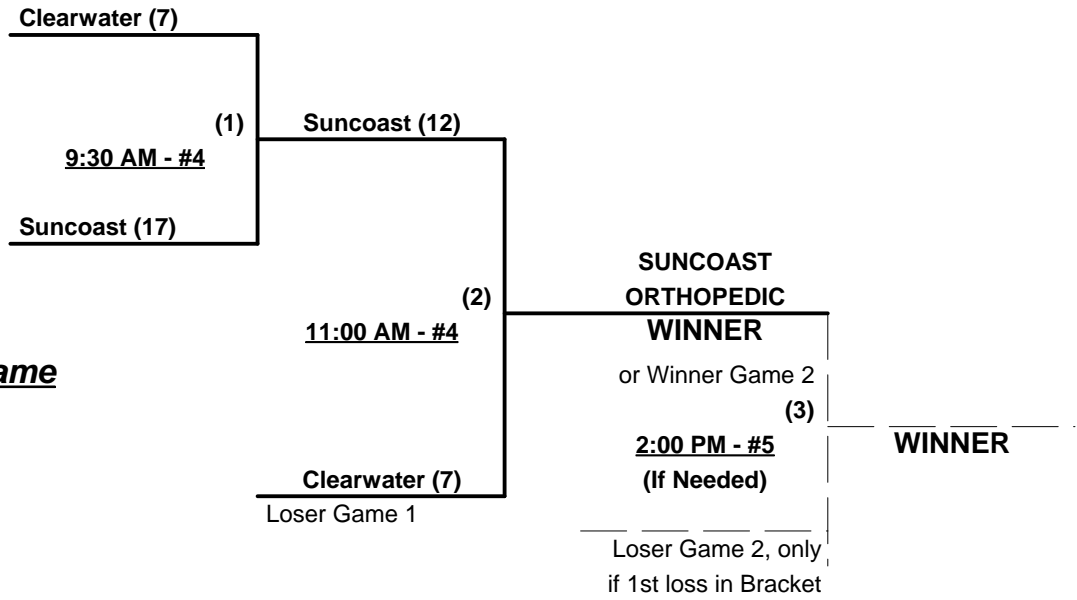 Clearwater (7)
(1)
Suncoast (12)
9:30 AM - #4
Suncoast (17)
SUNCOAST
ORTHOPEDIC
(2)
WINNER
11:00 AM - #4
or Winner Game 2
(3)
2:00 PM - #5
WINNER
(If Needed)
Clearwater (7)
Loser Game 1
Loser Game 2, only
if 1st loss in Bracket